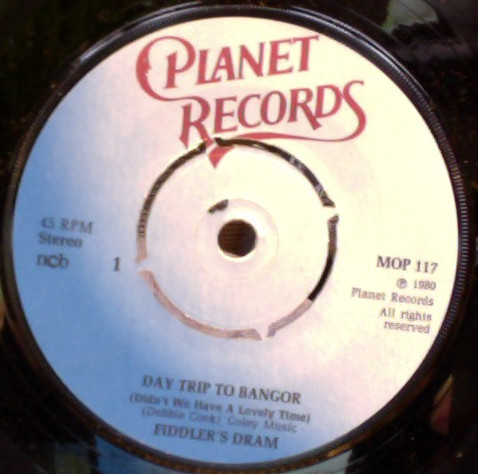 PLANET
RECORDS
45 RPM
Stereo
ncb
1
MOP 117
℗ 1980
Planet Records
All rights
reserved
DAY TRIP TO BANGOR
(Didn't We Have A Lovely Time)
(Debbie Cook) Coley Music
FIDDLER'S DRAM